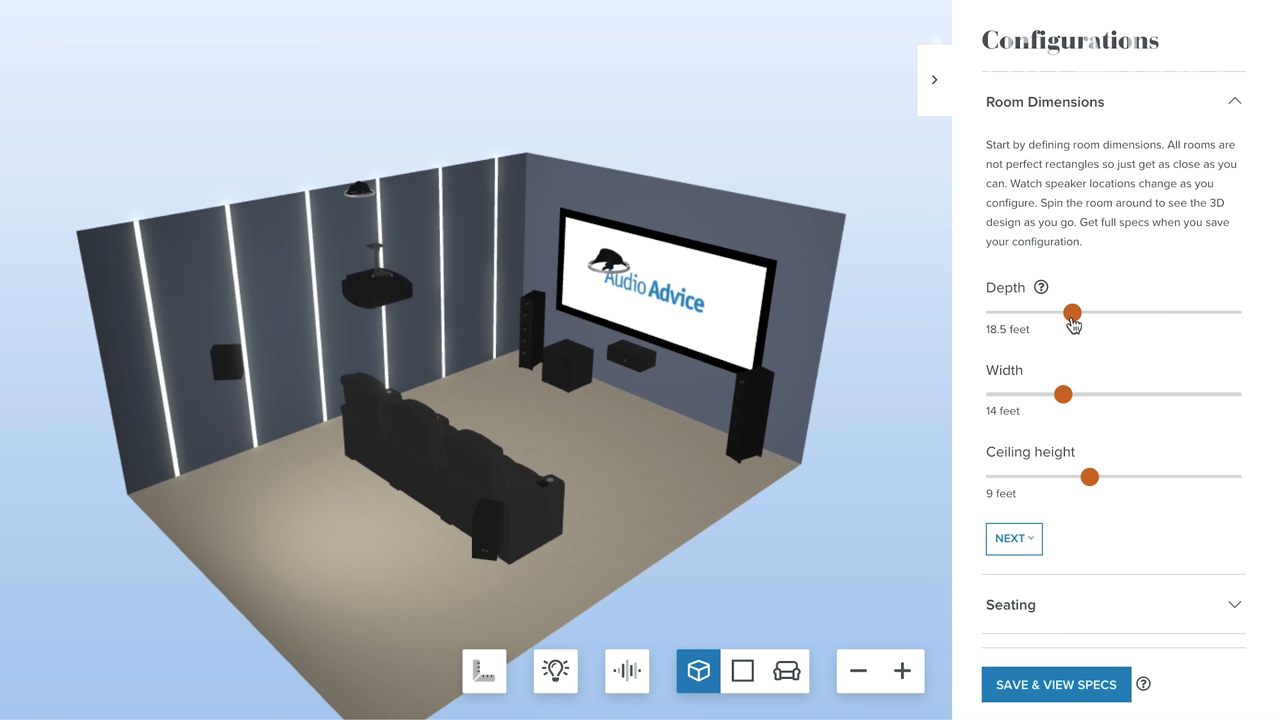 Configurations
Room Dimensions
Start by defining room dimensions. All rooms are
not perfect rectangles so just get as close as you
can. Watch speaker locations change as you
configure. Spin the room around to see the 3D
design as you go. Get full specs when you save
your configuration.
Depth ?
18.5 feet
Width
14 feet
Ceiling height
9 feet
NEXT
Seating
SAVE & VIEW SPECS ?
Audio Advice